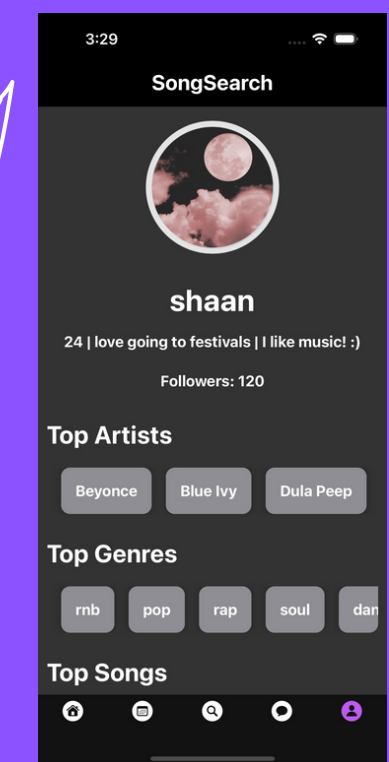 3:29
SongSearch
shaan
24 | love going to festivals | I like music! :)
Followers: 120
Top Artists
Beyonce Blue Ivy Dula Peep
Top Genres
rnb pop rap soul dan
Top Songs